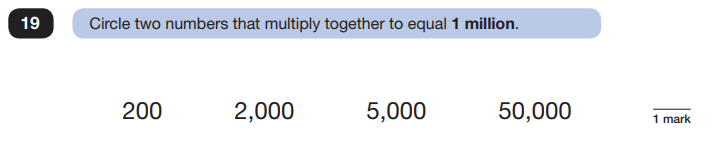 19 Circle two numbers that multiply together to equal 1 million.
200 2,000 5,000 50,000
1 mark